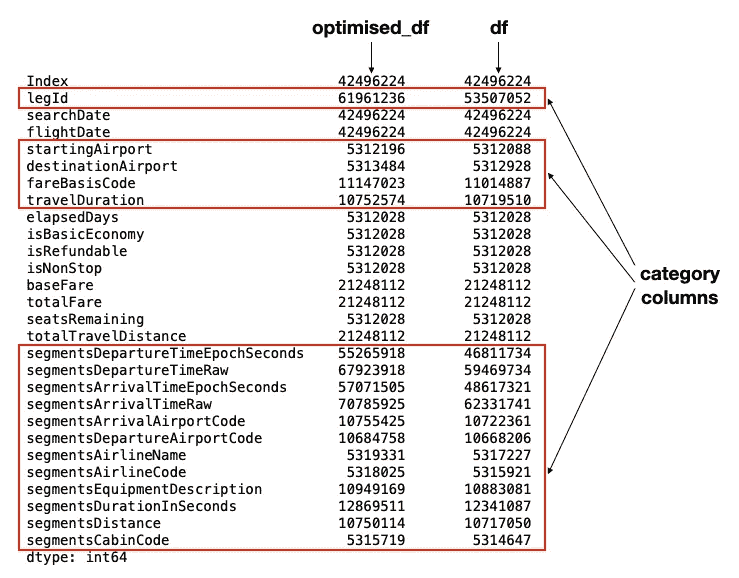 optimised_df df
Index 42496224 42496224
legId 61961236 53507052
searchDate 42496224 42496224
flightDate 42496224 42496224
startingAirport 5312196 5312088
destinationAirport 5313484 5312928
fareBasisCode 11147023 11014887
travelDuration 10752574 10719510
elapsedDays 5312028 5312028
isBasicEconomy 5312028 5312028
isRefundable 5312028 5312028
isNonStop 5312028 5312028
baseFare 21248112 21248112
totalFare 21248112 21248112
seatsRemaining 5312028 5312028
totalTravelDistance 21248112 21248112
segmentsDepartureTimeEpochSeconds 55265918 46811734
segmentsDepartureTimeRaw 67923918 59469734
segmentsArrivalTimeEpochSeconds 57071505 48617321
segmentsArrivalTimeRaw 70785925 62331741
segmentsArrivalAirportCode 10755425 10722361
segmentsDepartureAirportCode 10684758 10668206
segmentsAirlineName 5319331 5317227
segmentsAirlineCode 5318025 5315921
segmentsEquipmentDescription 10949169 10883081
segmentsDurationInSeconds 12869511 12341087
segmentsDistance 10750114 10717050
segmentsCabinCode 5315719 5314647
dtype: int64
category
columns